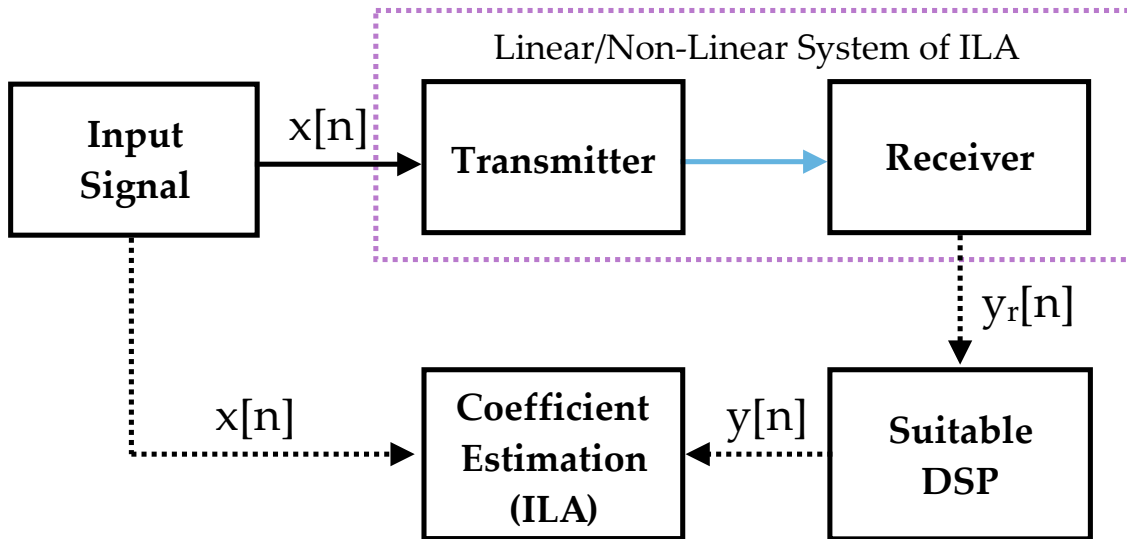 Linear/Non-Linear System of ILA
Input
Signal
x[n]
Transmitter
Receiver
yr[n]
x[n]
Coefficient
Estimation
(ILA)
y[n]
Suitable
DSP